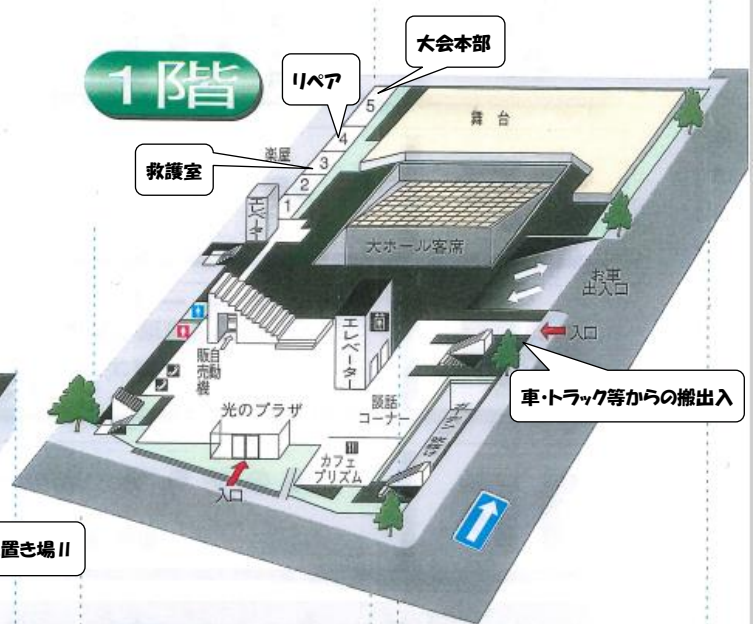 1階
大会本部
リペア
救護室
楽屋
5
4
3
2
1
舞台
エレベーター
大ホール客席
お車
出入口
入口
車・トラック等からの搬出入
エレベーター
自動
販売機
談話
コーナー
光のプラザ
カフェ
プリズム
入口
置き場Ⅱ